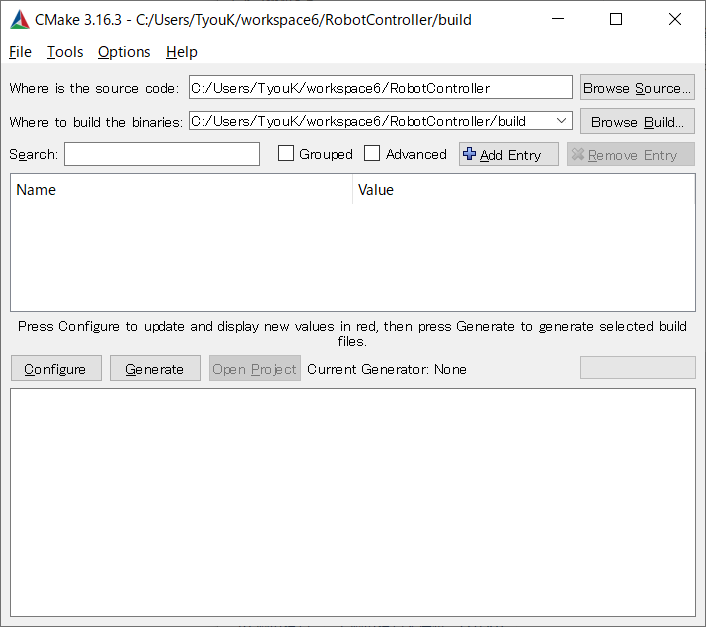 CMake 3.16.3 - C:/Users/TyouK/workspace6/RobotController/build
File Tools Options Help
Where is the source code: C:/Users/TyouK/workspace6/RobotController Browse Source...
Where to build the binaries: C:/Users/TyouK/workspace6/RobotController/build Browse Build...
Search: Grouped Advanced Add Entry Remove Entry
Name Value
Press Configure to update and display new values in red, then press Generate to generate selected build
files.
Configure Generate Open Project Current Generator: None